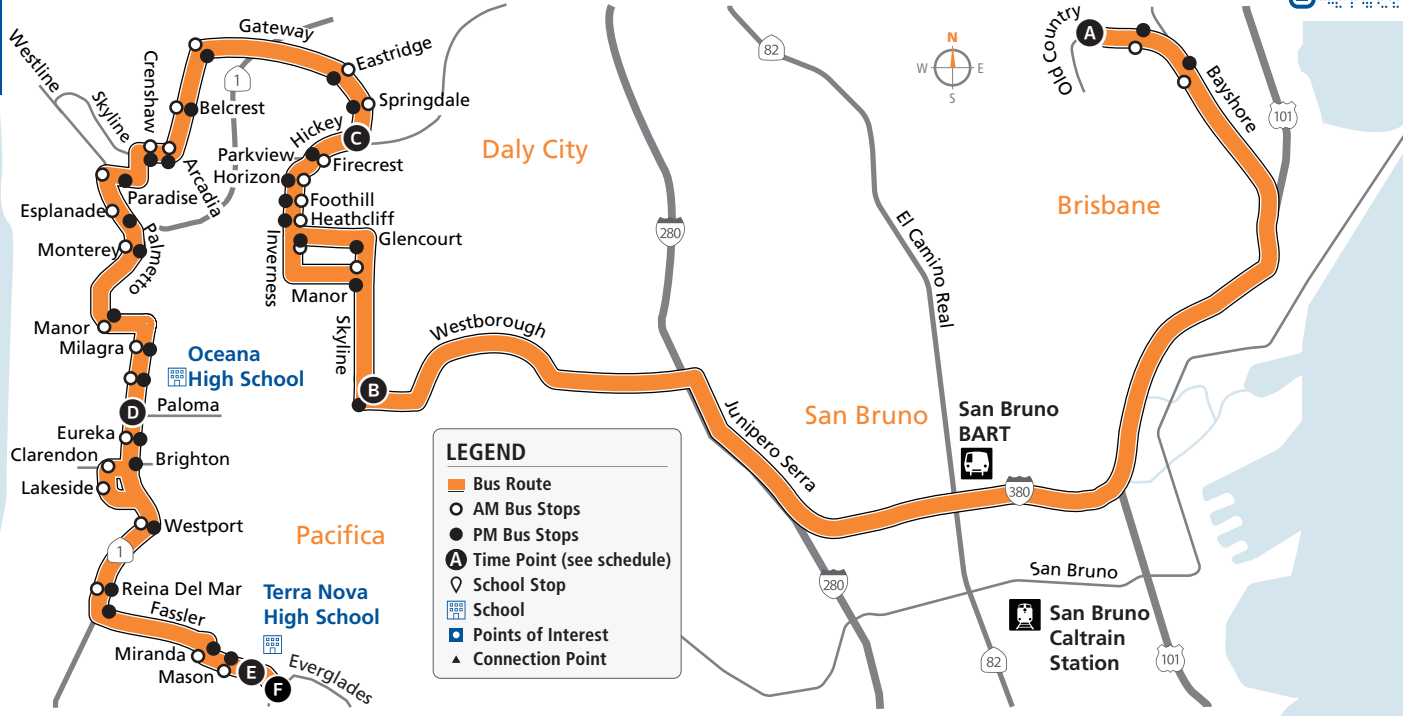 Gateway
Old Country
A
N
W
E
S
82
Westline
Skyline
Crenshaw
1
Eastridge
Bayshore
Belcrest
Springdale
101
Hickey
C
Daly City
Parkview
Firecrest
Horizon
Arcadia
Paradise
Foothill
Heathcliff
Brisbane
Esplanade
Palmetto
Monterey
Inverness
Glencourt
280
El Camino Real
Manor
Manor
Milagra
Skyline
Westborough
Oceana
High School
B
D
Paloma
Junipero Serra
San Bruno
San Bruno
BART
Eureka
Clarendon
Brighton
Lakeside
380
Westport
Pacifica
1
LEGEND
Bus Route
AM Bus Stops
PM Bus Stops
A Time Point (see schedule)
School Stop
School
Points of Interest
Connection Point
280
San Bruno
Reina Del Mar
Fassler
Terra Nova
High School
San Bruno
Caltrain
Station
Miranda
Mason
E
F
Everglades
82
101